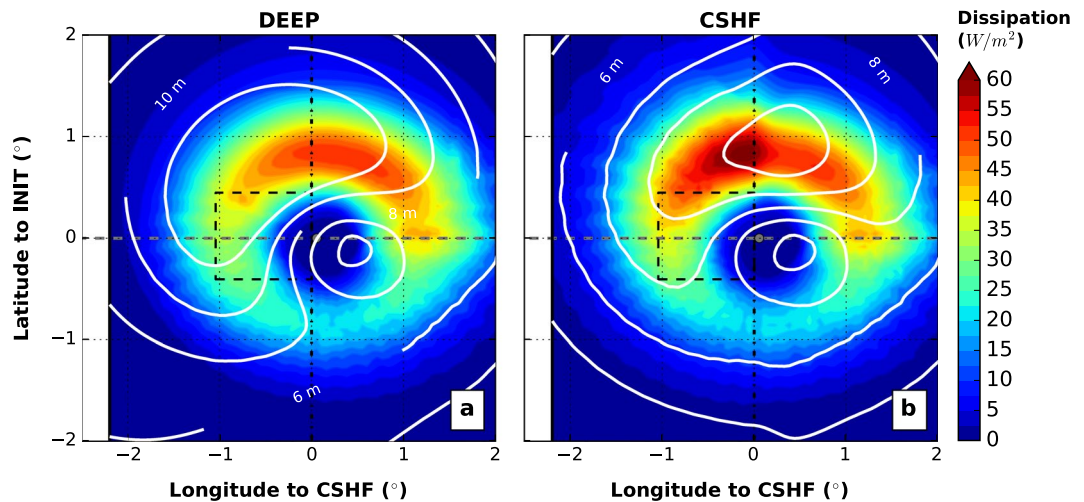 DEEP
CSHF
Dissipation
(W/m²)
Latitude to INIT (°)
2
1
0
−1
−2
10 m
8 m
6 m
a
6 m
8 m
b
60
55
50
45
40
35
30
25
20
15
10
5
0
−2 −1 0 1 2
−2 −1 0 1 2
Longitude to CSHF (°)
Longitude to CSHF (°)